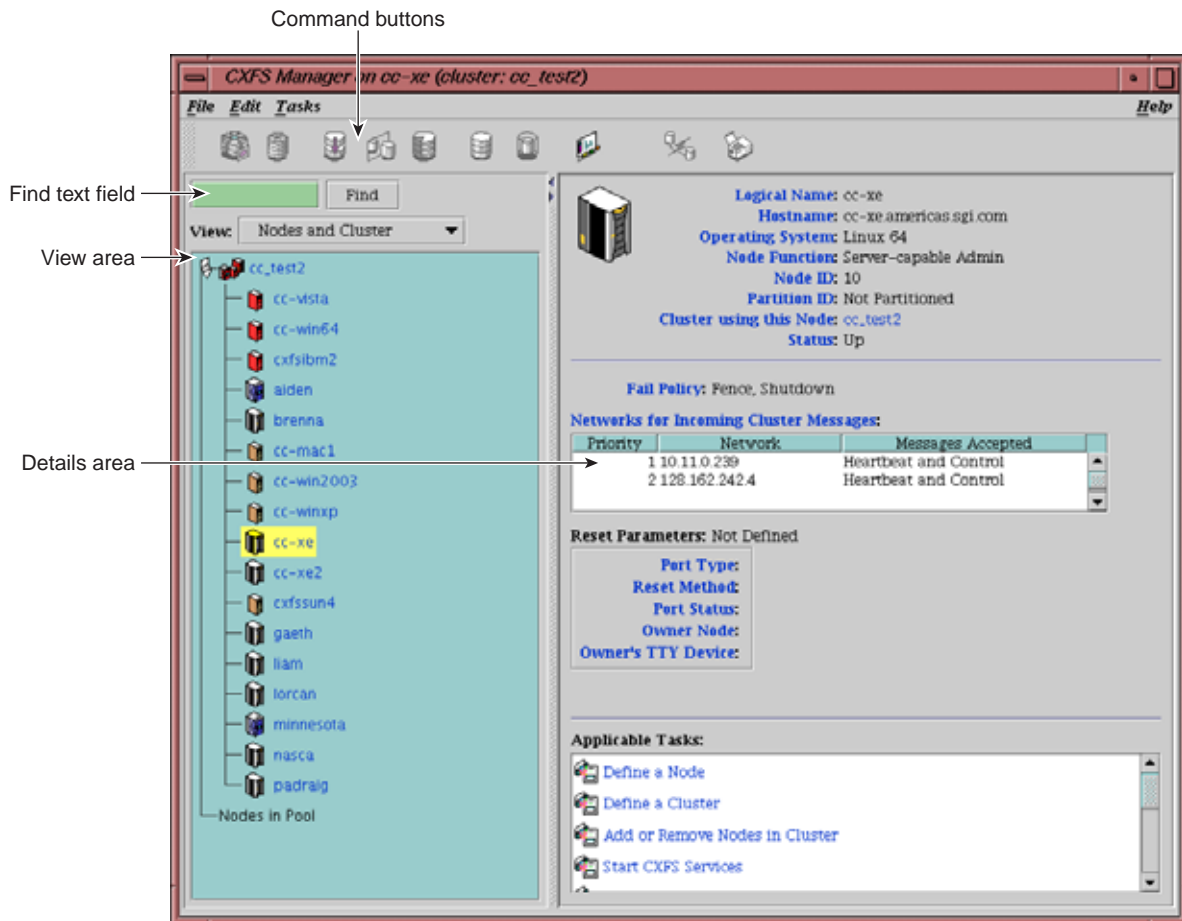 Command buttons
CXFS Manager on cc-xe (cluster: cc_test2)
File Edit Tasks Help
Find text field
Find
View: Nodes and Cluster
View area
cc_test2
cc-vista
cc-win64
cxfsibm2
aiden
brenna
cc-mac1
cc-win2003
cc-winxp
cc-xe
cc-xe2
cxfssun4
gaeth
liam
lorcan
minnesota
nasca
padraig
Nodes in Pool
Logical Name: cc-xe
Hostname: cc-xe.americas.sgi.com
Operating System: Linux 64
Node Function: Server-capable Admin
Node ID: 10
Partition ID: Not Partitioned
Cluster using this Node: cc_test2
Status: Up
Fail Policy: Fence, Shutdown
Networks for Incoming Cluster Messages:
Priority Network Messages Accepted
Details area
1 10.11.0.239 Heartbeat and Control
2 128.162.242.4 Heartbeat and Control
Reset Parameters: Not Defined
Port Type:
Reset Method:
Port Status:
Owner Node:
Owner's TTY Device:
Applicable Tasks:
Define a Node
Define a Cluster
Add or Remove Nodes in Cluster
Start CXFS Services